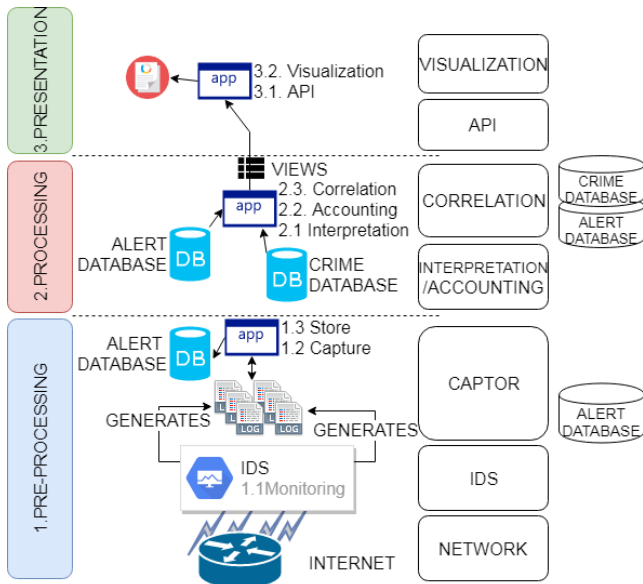 3.PRESENTATION
app
3.2. Visualization
3.1. API
VISUALIZATION
API
2.PROCESSING
VIEWS
app
2.3. Correlation
2.2. Accounting
2.1 Interpretation
ALERT
DATABASE
DB
DB
CRIME
DATABASE
CORRELATION
INTERPRETATION
/ACCOUNTING
CRIME
DATABASE
ALERT
DATABASE
1.PRE-PROCESSING
ALERT
DATABASE
DB
app
1.3 Store
1.2 Capture
GENERATES
LOG
LOG
GENERATES
IDS
1.1Monitoring
INTERNET
CAPTOR
ALERT
DATABASE
IDS
NETWORK